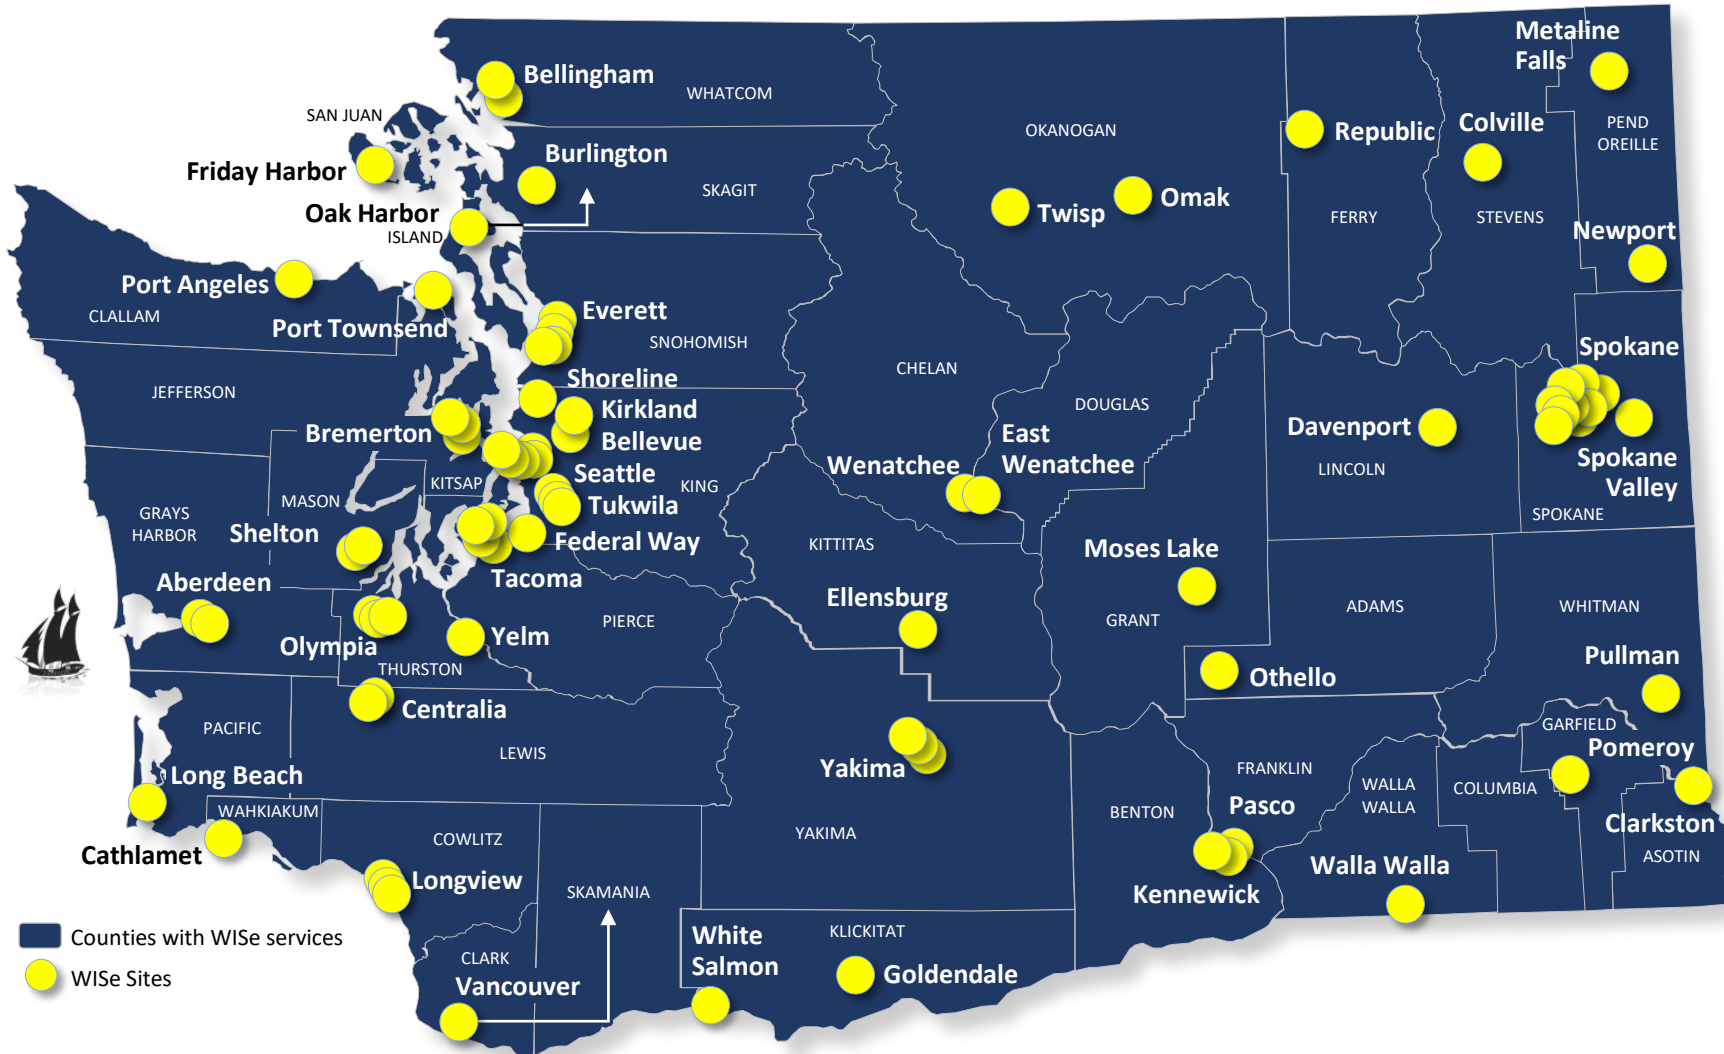 Metaline
Falls
Bellingham
WHATCOM
SAN JUAN
OKANOGAN
Republic
Colville
PEND
OREILLE
Friday Harbor
Burlington
SKAGIT
Oak Harbor
ISLAND
Twisp
Omak
FERRY
STEVENS
Newport
Port Angeles
CLALLAM
Port Townsend
Everett
SNOHOMISH
Spokane
CHELAN
JEFFERSON
Shoreline
Kirkland
DOUGLAS
Bremerton
Bellevue
East
Wenatchee
Davenport
Wenatchee
LINCOLN
Spokane
Valley
SPOKANE
Seattle
KITSAP
KING
MASON
Tukwila
GRAYS
HARBOR
Shelton
Federal Way
KITTITAS
Moses Lake
Tacoma
Aberdeen
Ellensburg
GRANT
ADAMS
WHITMAN
PIERCE
Olympia
Yelm
THURSTON
Othello
Pullman
Centralia
PACIFIC
LEWIS
GARFIELD
Pomeroy
Long Beach
Yakima
FRANKLIN
WALLA
WALLA
COLUMBIA
WAHKIAKUM
Pasco
BENTON
Clarkston
ASOTIN
Cathlamet
COWLITZ
YAKIMA
Longview
SKAMANIA
Kennewick
Walla Walla
Counties with WISe services
WISe Sites
CLARK
Vancouver
White
Salmon
KLICKITAT
Goldendale